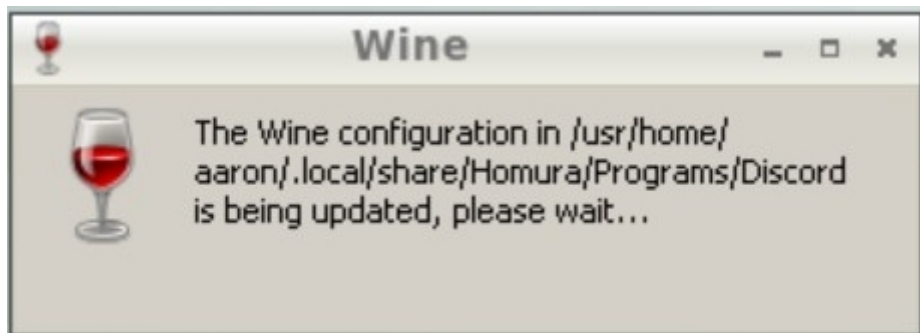 Wine
The Wine configuration in /usr/home/
aaron/.local/share/Homura/Programs/Discord
is being updated, please wait...